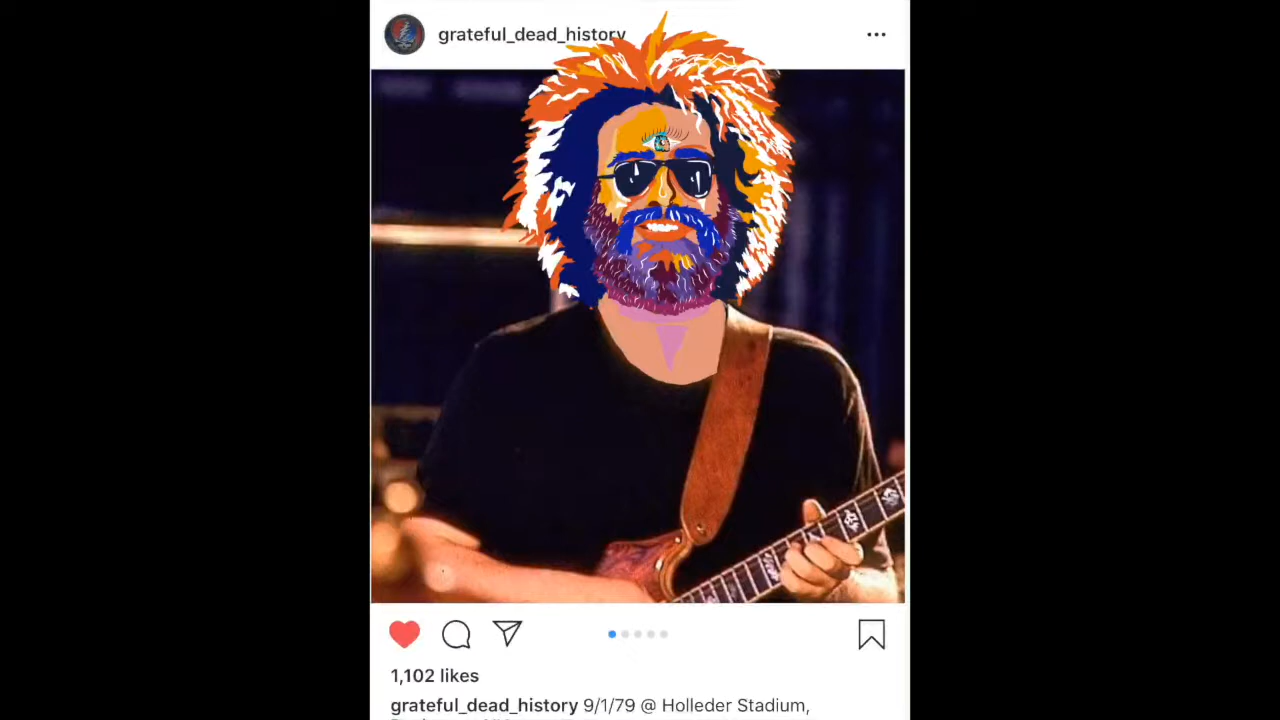 grateful_dead_history
1,102 likes
grateful_dead_history 9/1/79 @ Holleder Stadium,